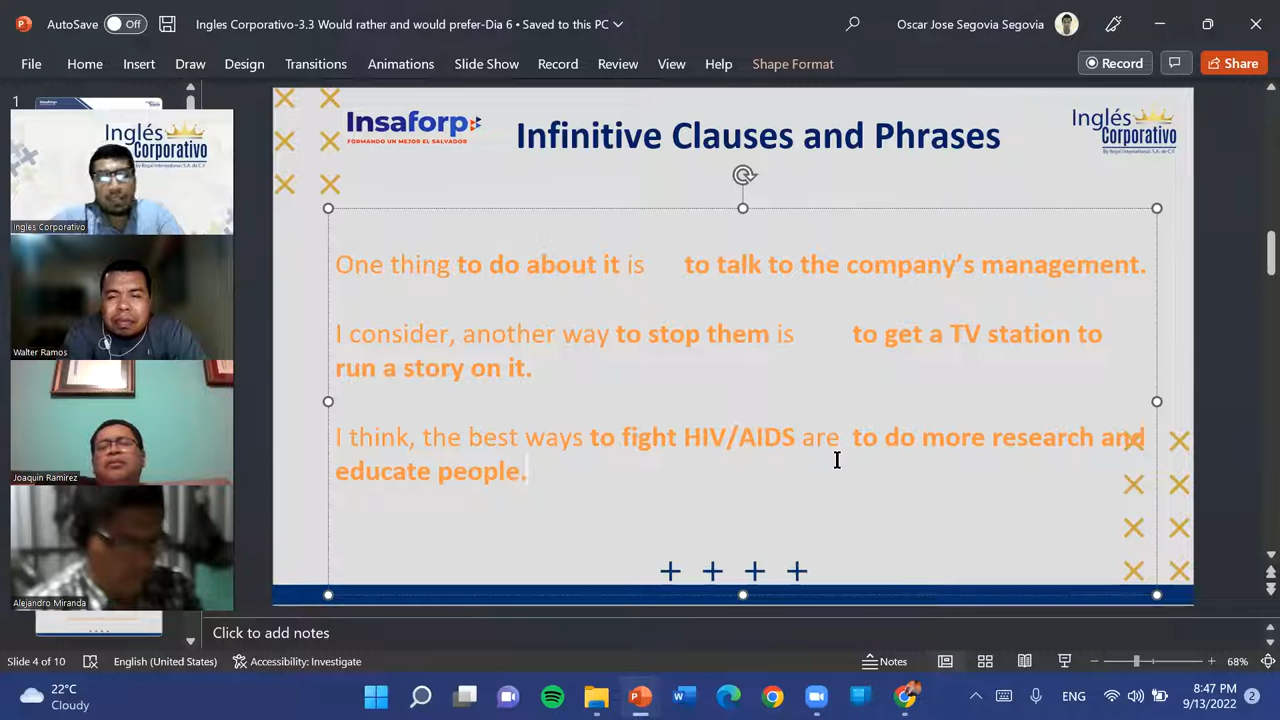 AutoSave Off Ingles Corporativo-3.3 Would rather and would prefer-Dia 6 • Saved to this PC Oscar Jose Segovia Segovia
File Home Insert Draw Design Transitions Animations Slide Show Record Review View Help Shape Format Record Share
1
Insaforp
FORMANDO UN MEJOR EL SALVADOR
Infinitive Clauses and Phrases
Inglés
Corporativo
Inglés
Corporativo
Ingles Corporativo
One thing to do about it is to talk to the company's management.
I consider, another way to stop them is to get a TV station to
run a story on it.
Walter Ramos
I think, the best ways to fight HIV/AIDS are to do more research and
educate people.
Joaquin Ramirez
Alejandro Miranda
Click to add notes
Slide 4 of 10 English (United States) Accessibility: Investigate Notes 68%
22°C
Cloudy
ENG
8:47 PM
9/13/2022
2